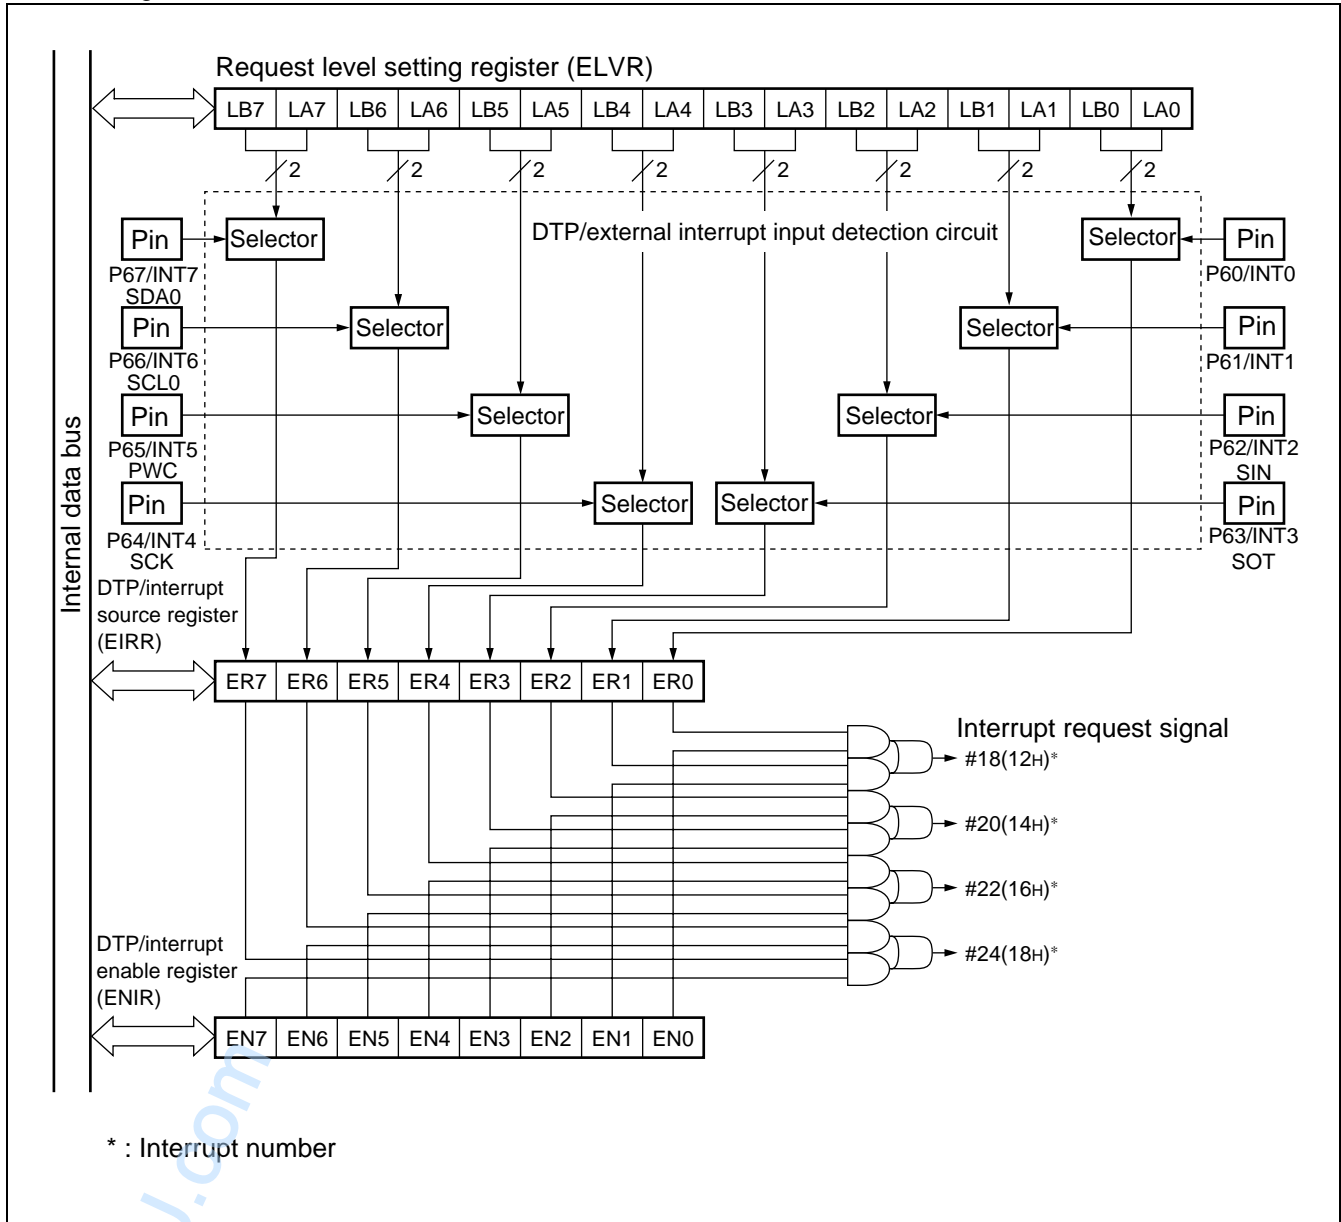 Request level setting register (ELVR)
LB7 LA7 LB6 LA6 LB5 LA5 LB4 LA4 LB3 LA3 LB2 LA2 LB1 LA1 LB0 LA0
2 2 2 2 2 2 2 2
DTP/external interrupt input detection circuit
Pin Selector Selector Pin
P67/INT7 P60/INT0
SDA0
Pin Selector Selector Pin
P66/INT6 P61/INT1
SCL0
Pin Selector Selector Pin
P65/INT5 P62/INT2
PWC SIN
Pin Selector Selector Pin
P64/INT4 P63/INT3
SCK SOT
Internal data bus
DTP/interrupt
source register
(EIRR)
ER7 ER6 ER5 ER4 ER3 ER2 ER1 ER0
Interrupt request signal
#18(12H)*
#20(14H)*
#22(16H)*
#24(18H)*
DTP/interrupt
enable register
(ENIR)
EN7 EN6 EN5 EN4 EN3 EN2 EN1 EN0
* : Interrupt number
.com